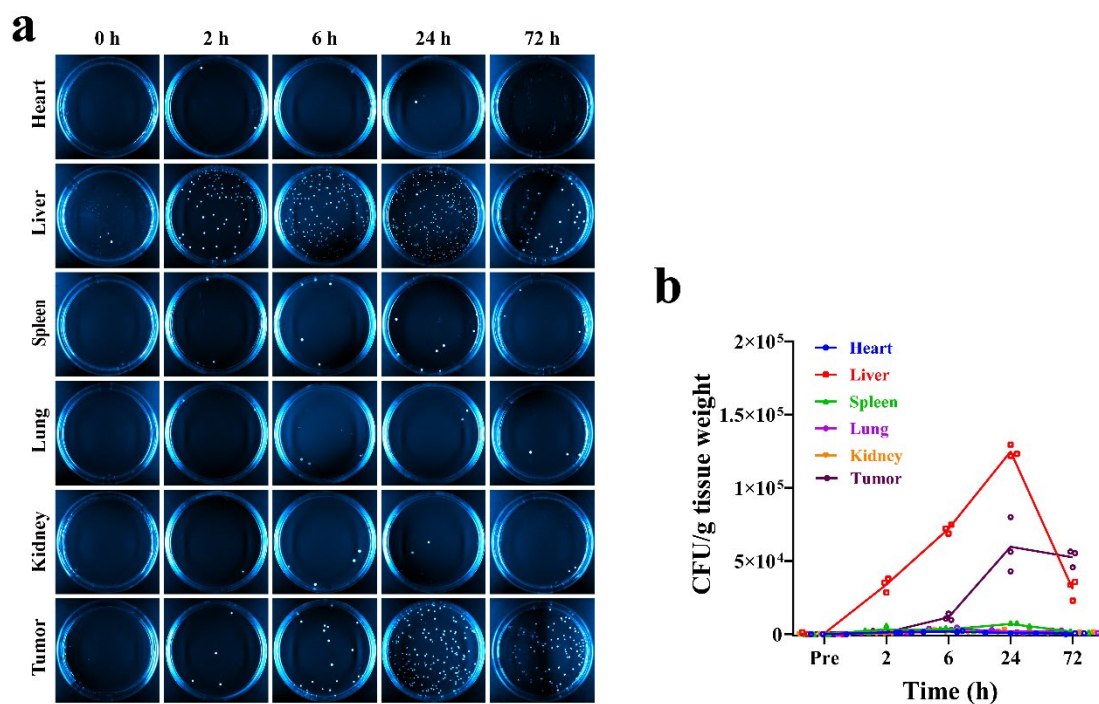 a
0 h 2 h 6 h 24 h 72 h
Heart
Liver
Spleen
Lung
Kidney
Tumor
b
CFU/g tissue weight
2×10⁵
1.5×10⁵
1×10⁵
5×10⁴
0
Heart
Liver
Spleen
Lung
Kidney
Tumor
Pre 2 6 24 72
Time (h)